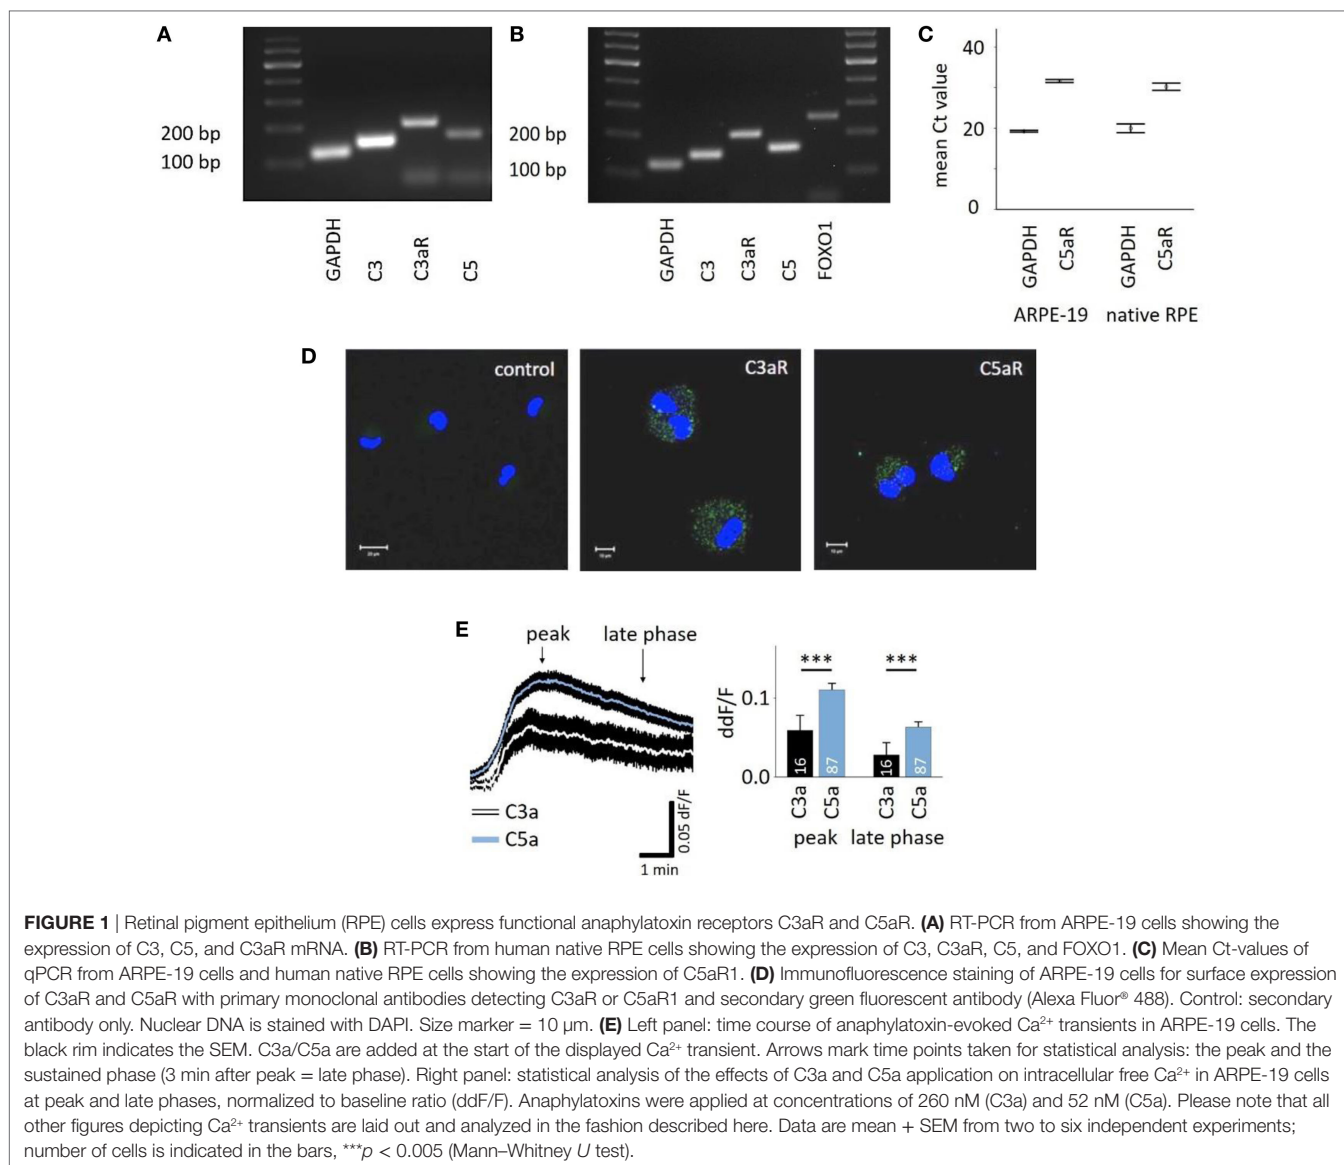 A
B
C
200 bp
100 bp
GAPDH
C3
C3aR
C5
200 bp
100 bp
GAPDH
C3
C3aR
C5
FOXO1
mean Ct value
40
20
0
GAPDH
C5aR
GAPDH
C5aR
ARPE-19 native RPE
D
control
20 µm
C3aR
10 µm
C5aR
10 µm
E
peak late phase
C3a
C5a
0.05 dF/F
1 min
ddF/F
0.1
0.0
*** ***
16
87
16
87
C3a
C5a
C3a
C5a
peak late phase
FIGURE 1 | Retinal pigment epithelium (RPE) cells express functional anaphylatoxin receptors C3aR and C5aR. (A) RT-PCR from ARPE-19 cells showing the
expression of C3, C5, and C3aR mRNA. (B) RT-PCR from human native RPE cells showing the expression of C3, C3aR, C5, and FOXO1. (C) Mean Ct-values of
qPCR from ARPE-19 cells and human native RPE cells showing the expression of C5aR1. (D) Immunofluorescence staining of ARPE-19 cells for surface expression
of C3aR and C5aR with primary monoclonal antibodies detecting C3aR or C5aR1 and secondary green fluorescent antibody (Alexa Fluor® 488). Control: secondary
antibody only. Nuclear DNA is stained with DAPI. Size marker = 10 µm. (E) Left panel: time course of anaphylatoxin-evoked Ca²⁺ transients in ARPE-19 cells. The
black rim indicates the SEM. C3a/C5a are added at the start of the displayed Ca²⁺ transient. Arrows mark time points taken for statistical analysis: the peak and the
sustained phase (3 min after peak = late phase). Right panel: statistical analysis of the effects of C3a and C5a application on intracellular free Ca²⁺ in ARPE-19 cells
at peak and late phases, normalized to baseline ratio (ddF/F). Anaphylatoxins were applied at concentrations of 260 nM (C3a) and 52 nM (C5a). Please note that all
other figures depicting Ca²⁺ transients are laid out and analyzed in the fashion described here. Data are mean + SEM from two to six independent experiments;
number of cells is indicated in the bars, ***p < 0.005 (Mann–Whitney U test).